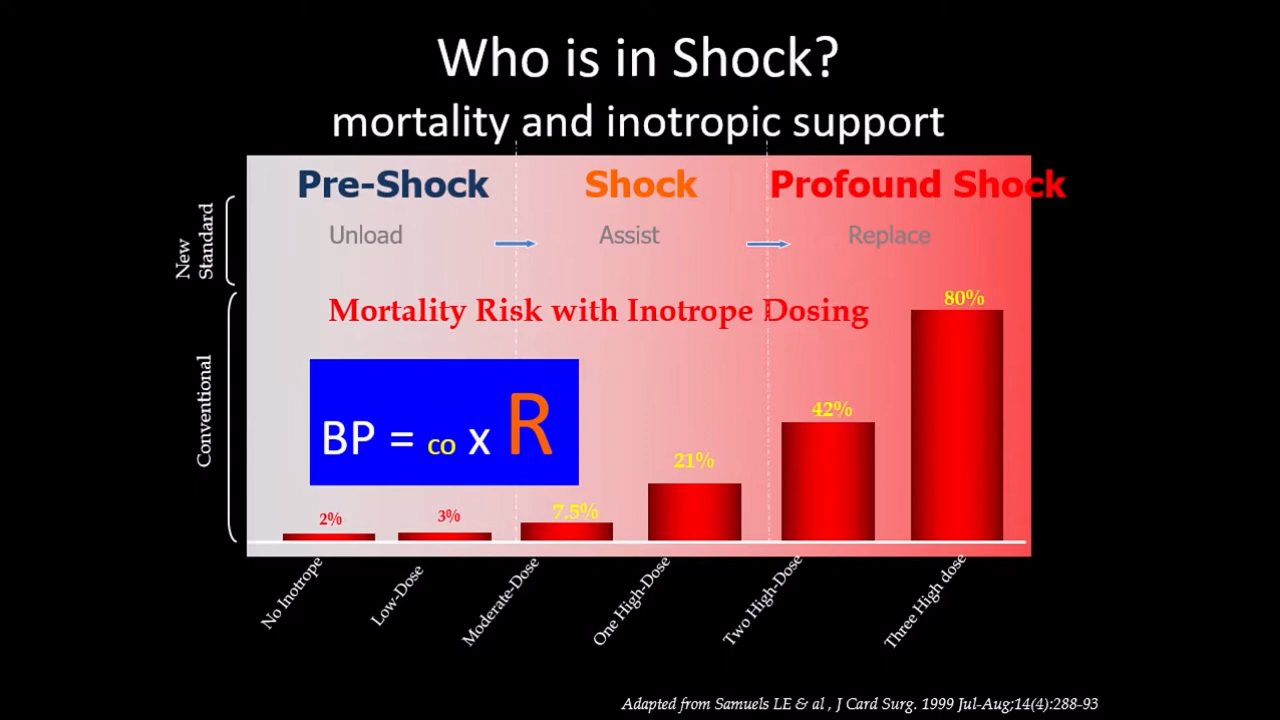 Who is in Shock?
mortality and inotropic support
Pre-Shock
Shock
Profound Shock
New
Standard
Unload
Assist
Replace
Mortality Risk with Inotrope Dosing
Conventional
BP = co x R
2%
3%
7.5%
21%
42%
80%
No Inotrope
Low-Dose
Moderate-Dose
One High-Dose
Two High-Dose
Three High dose
Adapted from Samuels LE & al , J Card Surg. 1999 Jul-Aug;14(4):288-93